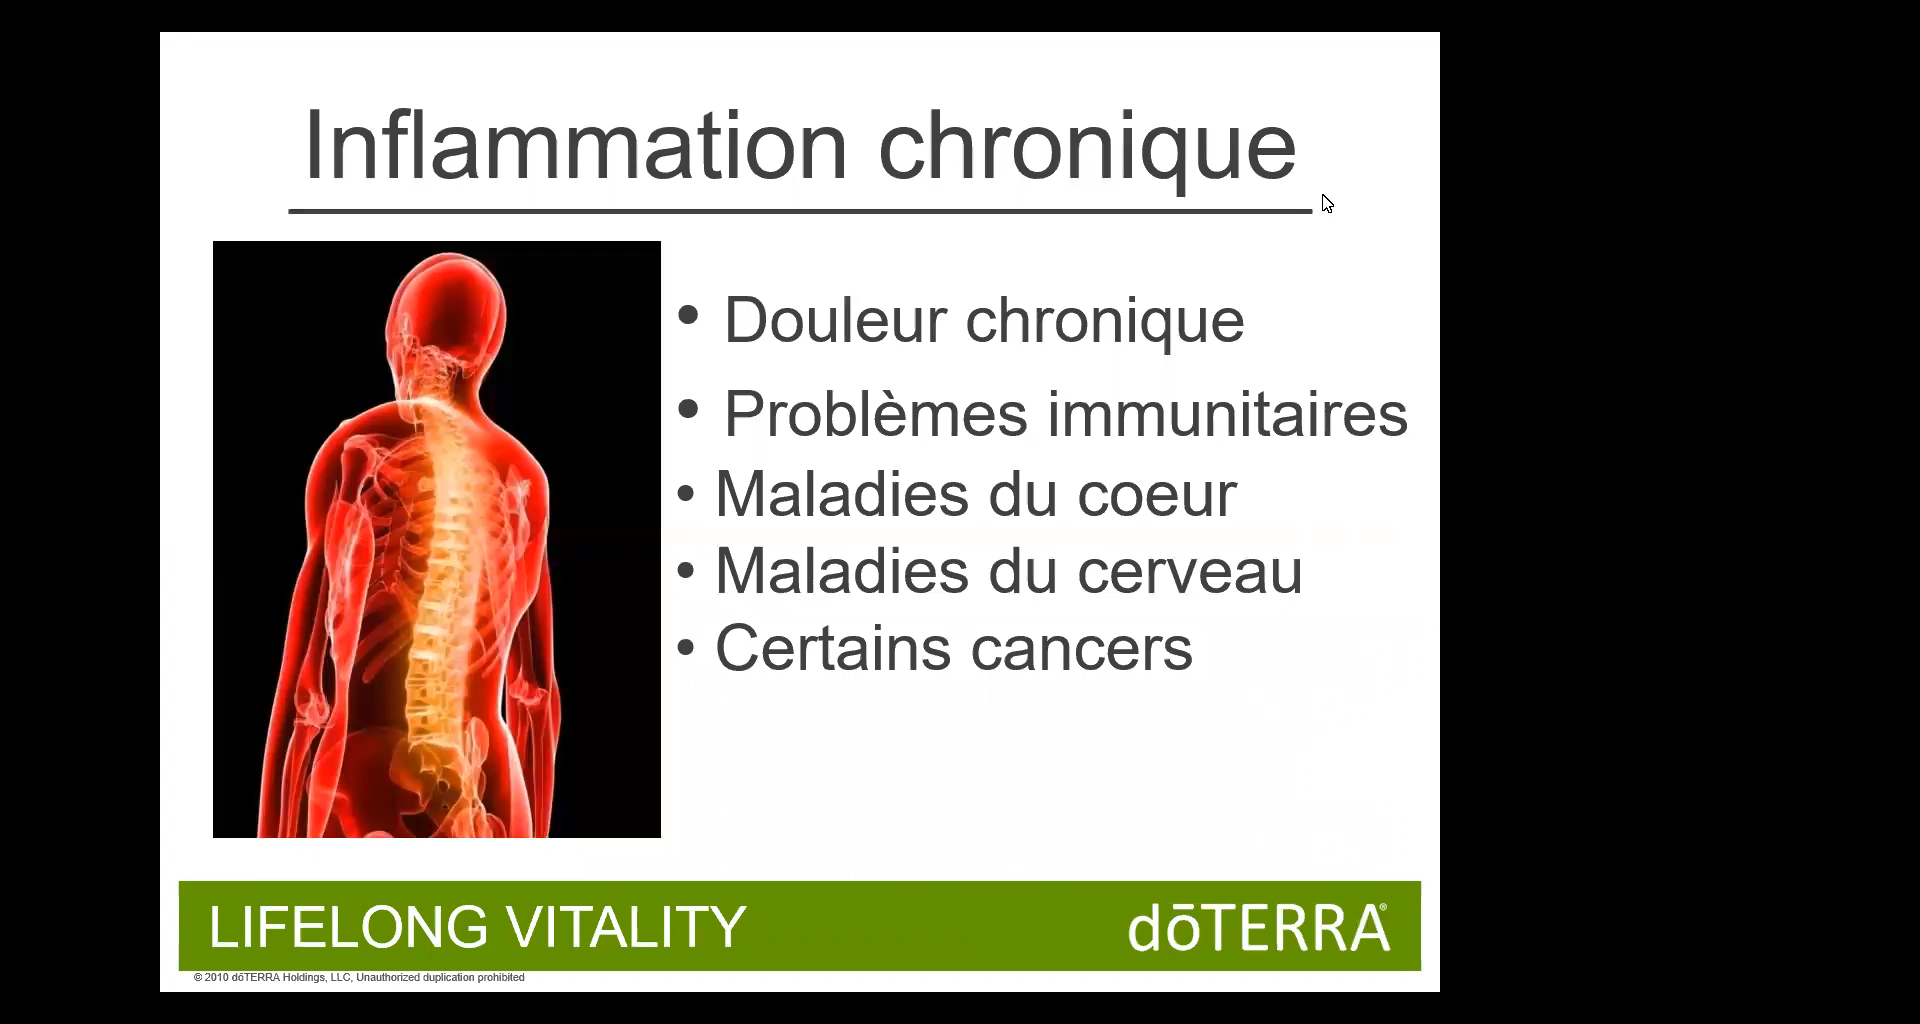 Inflammation chronique
• Douleur chronique
• Problèmes immunitaires
• Maladies du coeur
• Maladies du cerveau
• Certains cancers
LIFELONG VITALITY
dōTERRA®
© 2010 dōTERRA Holdings, LLC, Unauthorized duplication prohibited